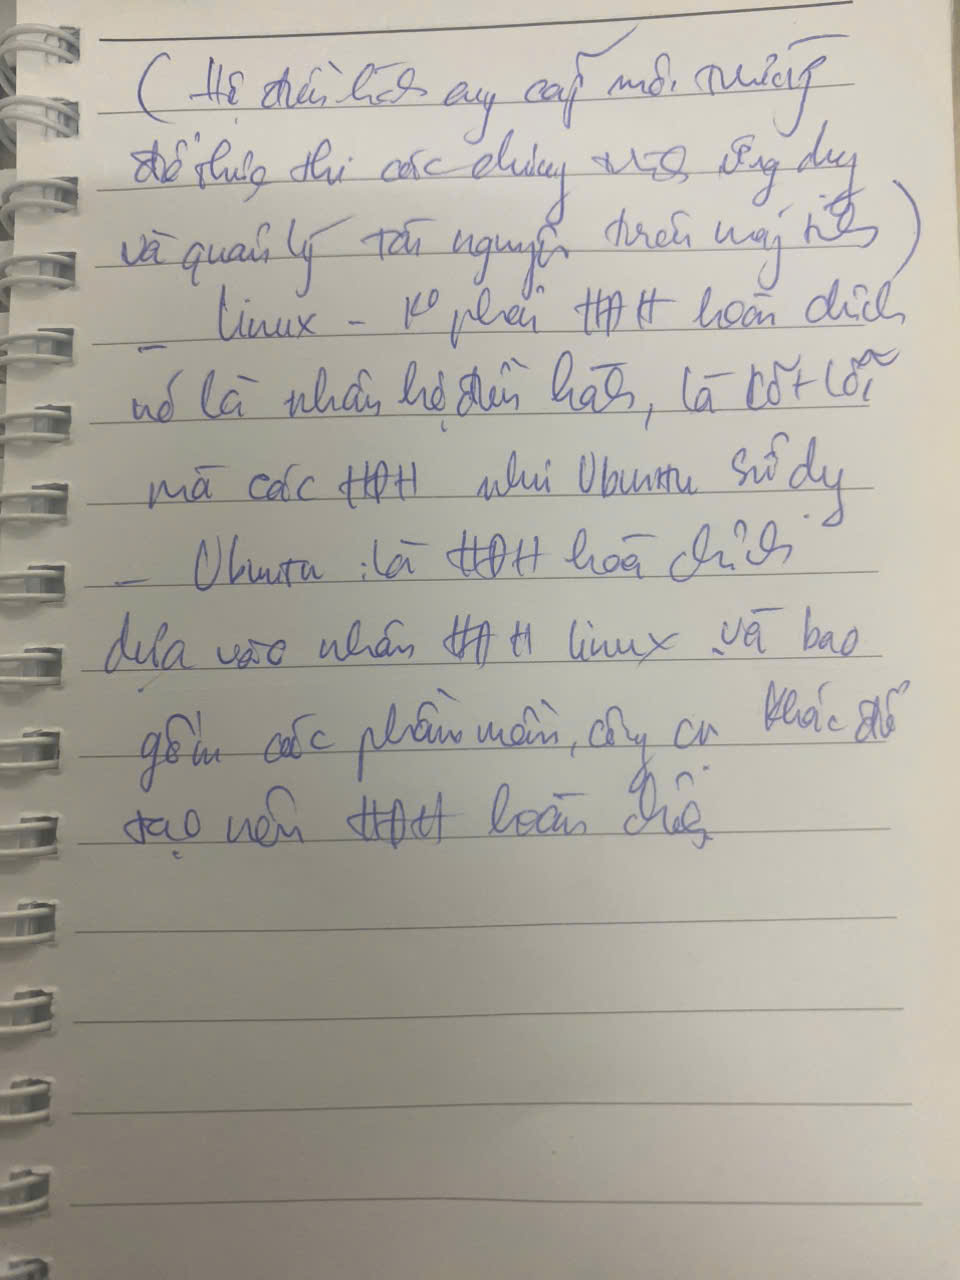 ( Hệ điều hành cung cấp môi trường
để thực thi các chương trình ứng dụng
và quản lý tài nguyên trên máy tính )
- Linux - Ko phải HĐH hoàn chỉnh
nó là nhân hệ điều hành, là cốt lõi
mà các HĐH như Ubuntu sử dụng
- Ubuntu : là HĐH hoàn chỉnh
dựa vào nhân HĐH linux và bao
gồm các phần mềm, công cụ khác để
tạo nên HĐH hoàn